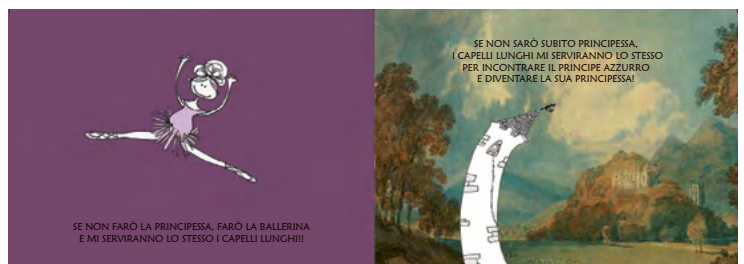 SE NON FARÒ LA PRINCIPESSA, FARÒ LA BALLERINA
E MI SERVIRANNO LO STESSO I CAPELLI LUNGHI!!
SE NON SARÒ SUBITO PRINCIPESSA,
I CAPELLI LUNGHI MI SERVIRANNO LO STESSO
PER INCONTRARE IL PRINCIPE AZZURRO
E DIVENTARE LA SUA PRINCIPESSA!